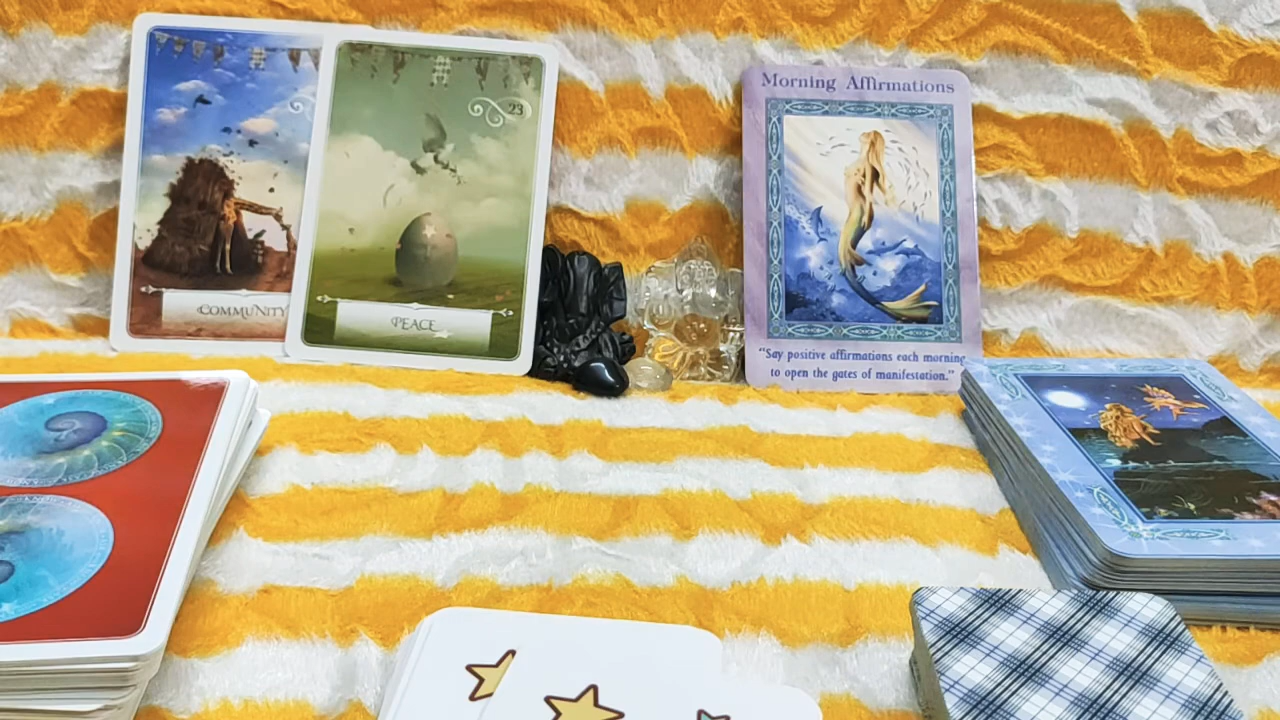 COMMUNITY
23
PEACE
Morning Affirmations
"Say positive affirmations each morning
to open the gates of manifestation."